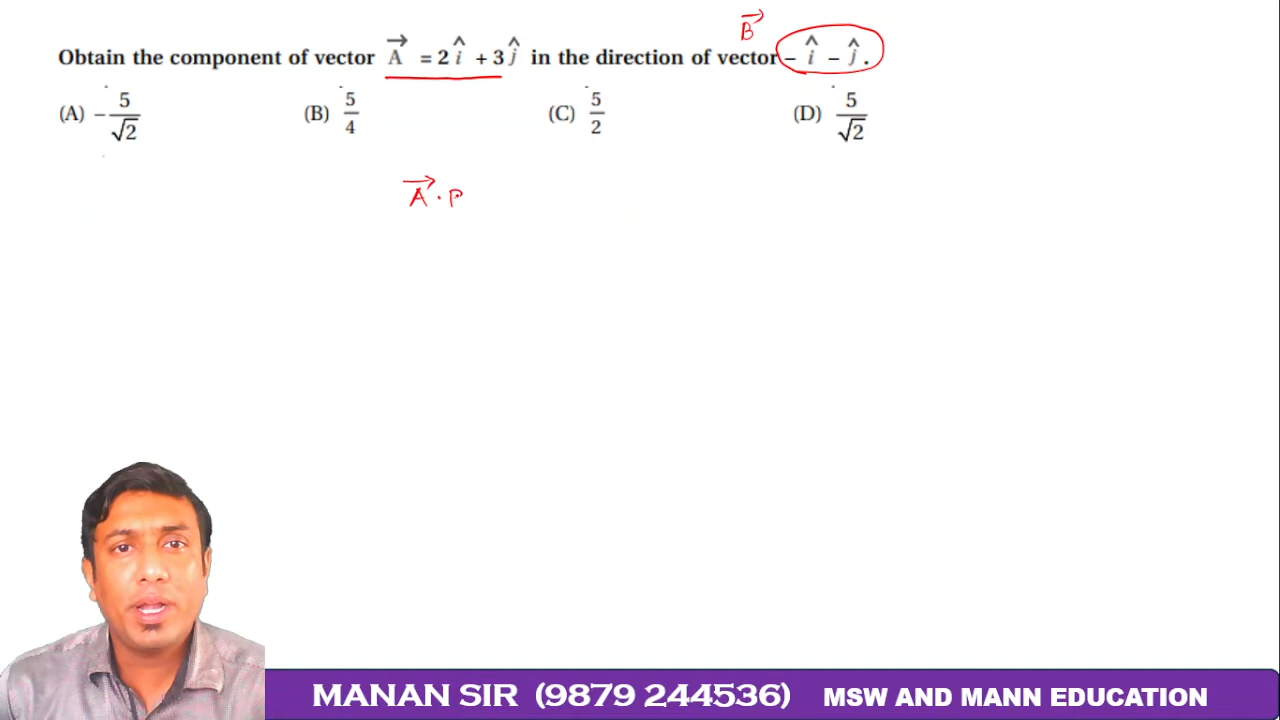 B⃗
Obtain the component of vector A⃗ = 2î + 3ĵ in the direction of vector – î – ĵ.
(A) –5/√2 (B) 5/4 (C) 5/2 (D) 5/√2
A⃗ · P
MANAN SIR (9879 244536) MSW AND MANN EDUCATION